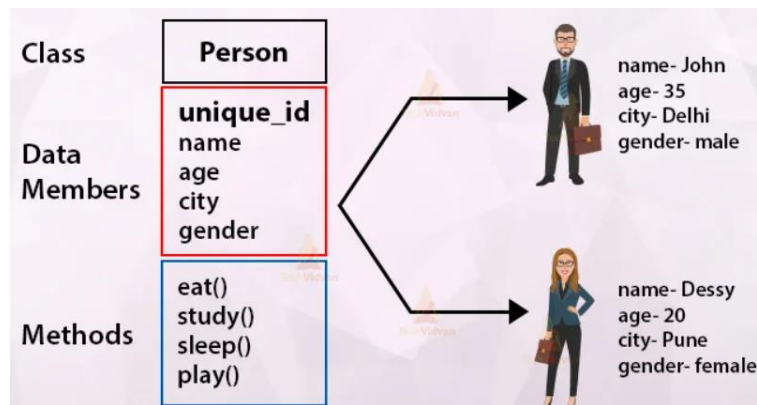 Class
Person
Data
Members
unique_id
name
age
city
gender
Methods
eat()
study()
sleep()
play()
name- John
age- 35
city- Delhi
gender- male
name- Dessy
age- 20
city- Pune
gender- female